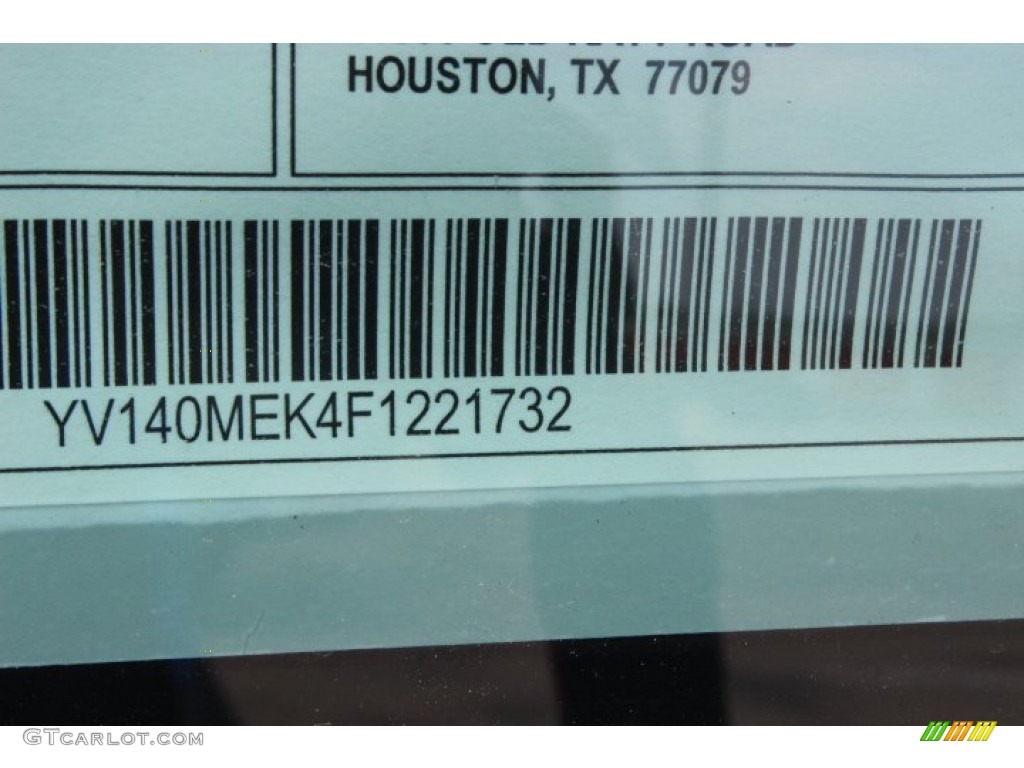 HOUSTON, TX 77079
YV140MEK4F1221732
GTCARLOT.COM